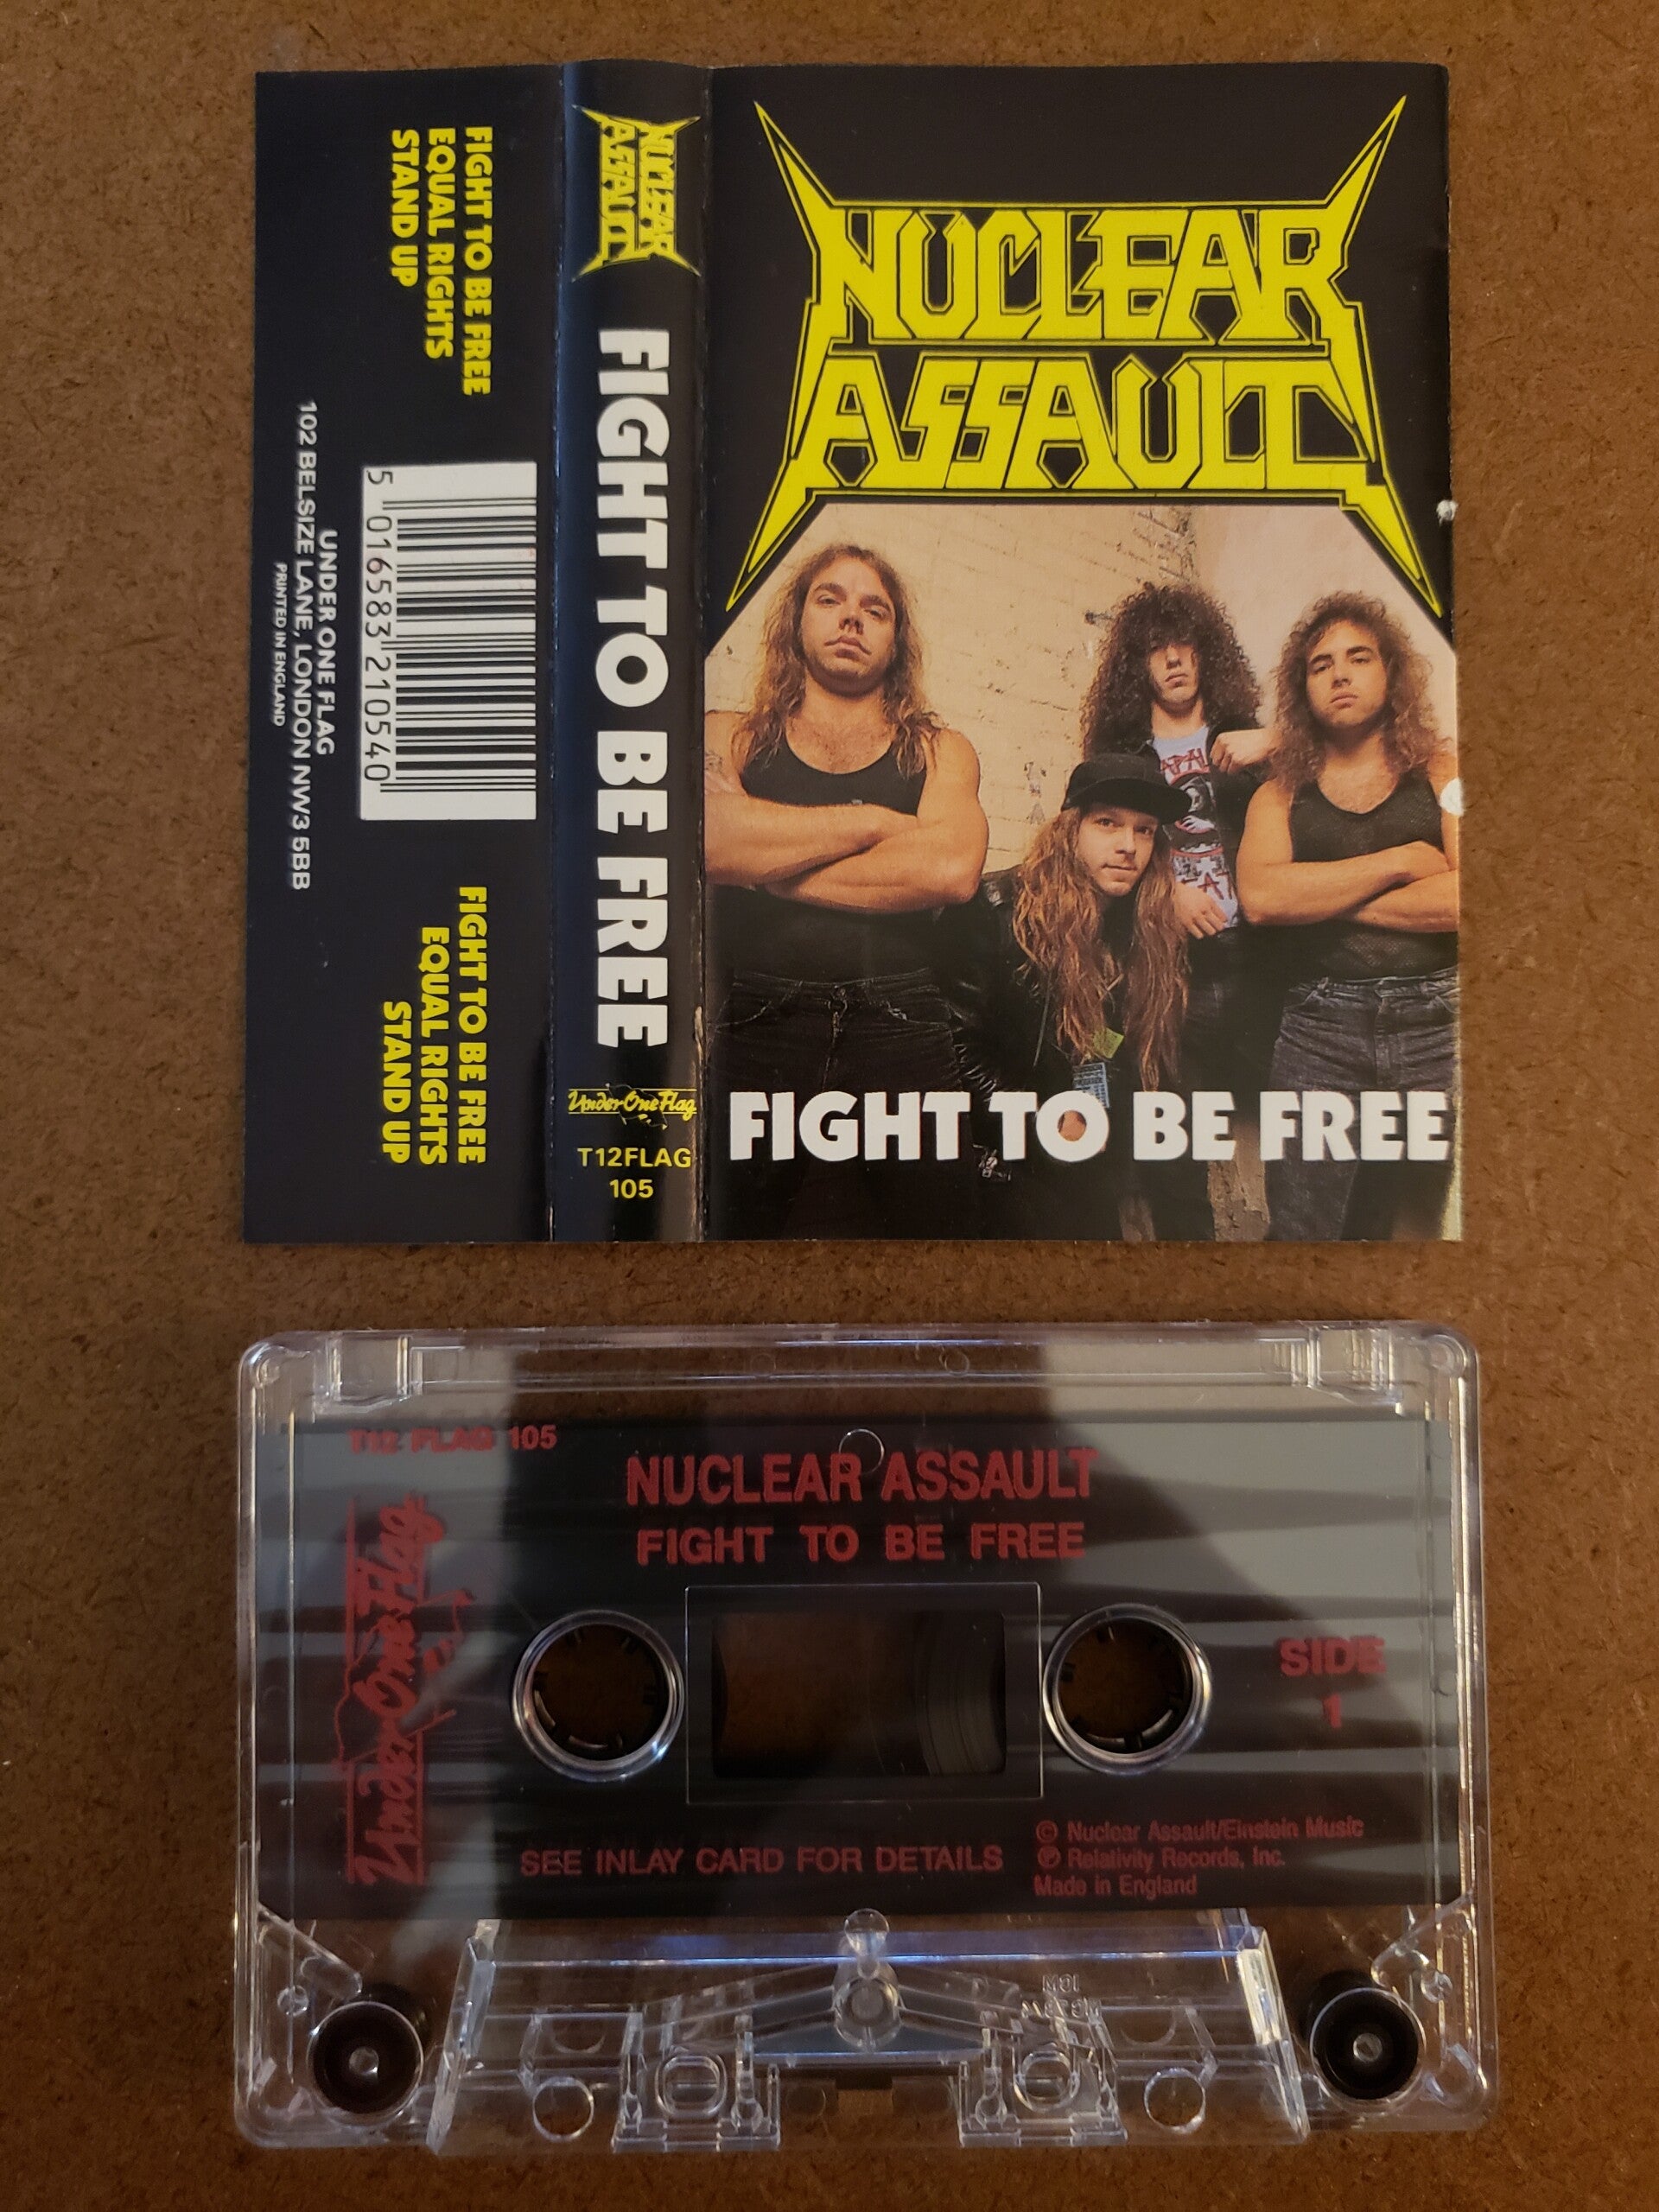 FIGHT TO BE FREE
EQUAL RIGHTS
STAND UP
5 016583 210540
FIGHT TO BE FREE
EQUAL RIGHTS
STAND UP
UNDER ONE FLAG
102 BELSIZE LANE, LONDON NW3 5BB
PRINTED IN ENGLAND
NUCLEAR
ASSAULT
FIGHT TO BE FREE
Under One Flag
T12FLAG
105
NUCLEAR
ASSAULT
FIGHT TO BE FREE
T12 FLAG 105
NUCLEAR ASSAULT
FIGHT TO BE FREE
Under One Flag
SIDE
1
SEE INLAY CARD FOR DETAILS
© Nuclear Assault/Einstein Music
℗ Relativity Records, Inc.
Made in England